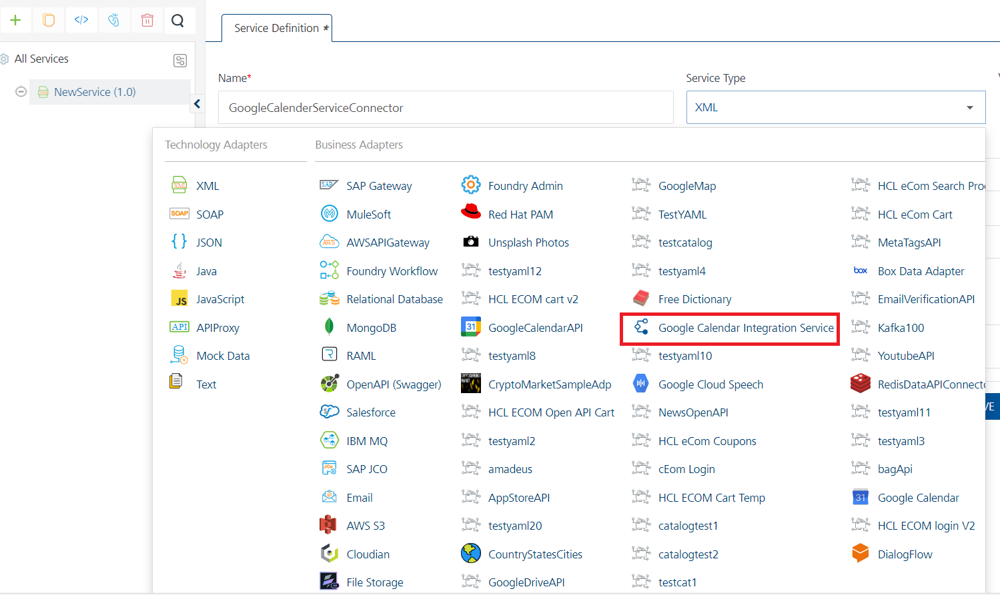 Service Definition *
All Services
NewService (1.0)
Name*
Service Type
GoogleCalenderServiceConnector
XML
Technology Adapters
Business Adapters
XML
SOAP
JSON
Java
JavaScript
APIProxy
Mock Data
Text
SAP Gateway
MuleSoft
AWSAPIGateway
Foundry Workflow
Relational Database
MongoDB
RAML
OpenAPI (Swagger)
Salesforce
IBM MQ
SAP JCO
Email
AWS S3
Cloudian
File Storage
Foundry Admin
Red Hat PAM
Unsplash Photos
testyaml12
HCL ECOM cart v2
GoogleCalendarAPI
testyaml8
CryptoMarketSampleAdp
HCL ECOM Open API Cart
testyaml2
amadeus
AppStoreAPI
testyaml20
CountryStatesCities
GoogleDriveAPI
GoogleMap
TestYAML
testcatalog
testyaml4
Free Dictionary
Google Calendar Integration Service
testyaml10
Google Cloud Speech
NewsOpenAPI
HCL eCom Coupons
cEom Login
HCL ECOM Cart Temp
catalogtest1
catalogtest2
testcat1
HCL eCom Search Pro
HCL eCom Cart
MetaTagsAPI
Box Data Adapter
EmailVerificationAPI
Kafka100
YoutubeAPI
RedisDataAPIConnect
testyaml11
testyaml3
bagApi
Google Calendar
HCL ECOM login V2
DialogFlow
VE